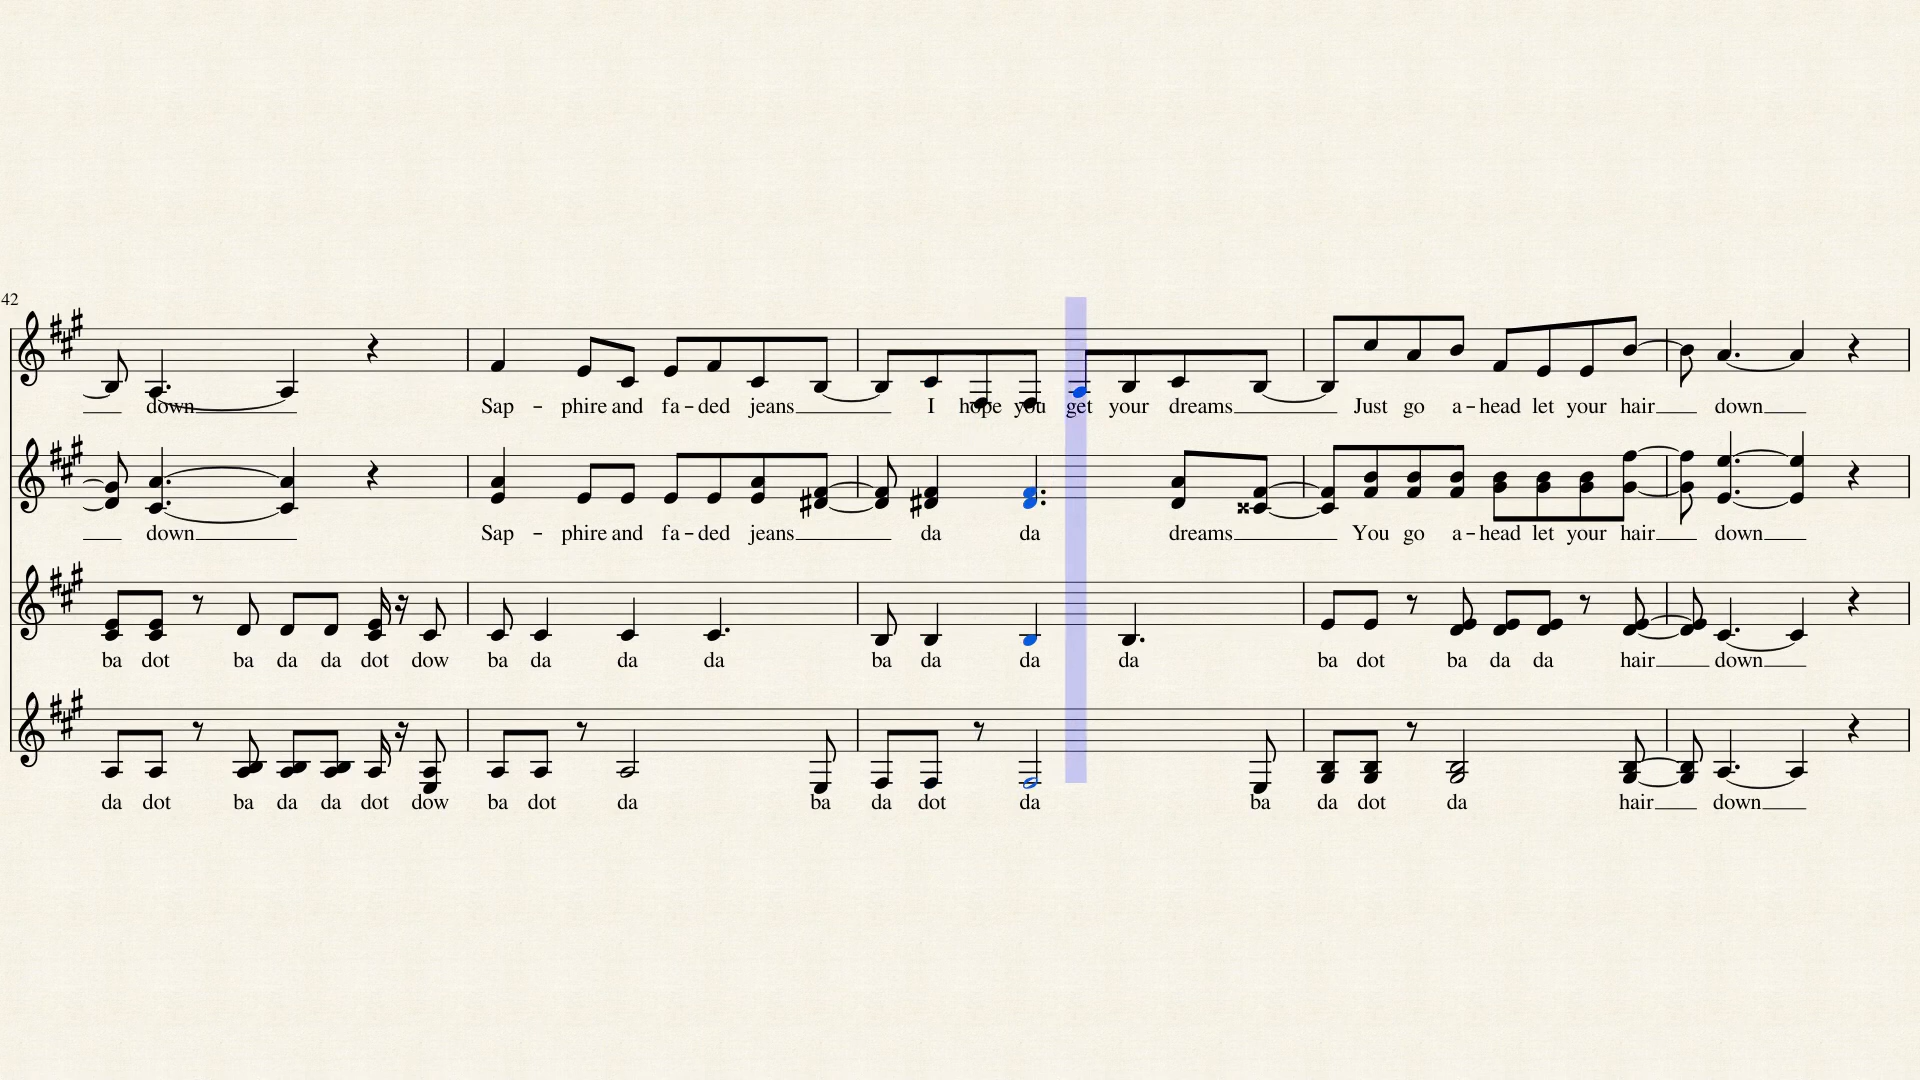 42
down Sap - phire and fa - ded jeans I hope you get your dreams Just go a - head let your hair down
down Sap - phire and fa - ded jeans da da dreams You go a - head let your hair down
ba dot ba da da dot dow ba da da da ba da da da ba dot ba da da hair down
da dot ba da da dot dow ba dot da ba da dot da ba da dot da hair down